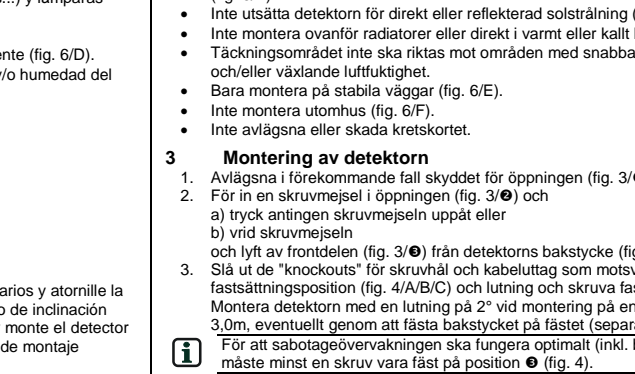 y lámparas
ente (fig. 6/D).
y/o humedad del
arios y atornille la
o de inclinación
monte el detector
de montaje
• Inte utsätta detektorn för direkt eller reflekterad solstrålning (
• Inte montera ovanför radiatorer eller direkt i varmt eller kallt
• Täckningsområdet inte ska riktas mot områden med snabba
och/eller växlande luftfuktighet.
• Bara montera på stabila väggar (fig. 6/E).
• Inte montera utomhus (fig. 6/F).
• Inte avlägsna eller skada kretskortet.
3 Montering av detektorn
1. Avlägsna i förekommande fall skyddet för öppningen (fig. 3/
2. För in en skruvmejsel i öppningen (fig. 3/❷) och
a) tryck antingen skruvmejseln uppåt eller
b) vrid skruvmejseln
och lyft av frontdelen (fig. 3/❸) från detektorns bakstycke (fig
3. Slå ut de "knockouts" för skruvhål och kabeluttag som motsv
fastsättningsposition (fig. 4/A/B/C) och lutning och skruva fas
Montera detektorn med en lutning på 2° vid montering på en
3,0m, eventuellt genom att fästa bakstycket på fästet (separa
i För att sabotageövervakningen ska fungera optimalt (inkl.
måste minst en skruv vara fäst på position ❸ (fig. 4).